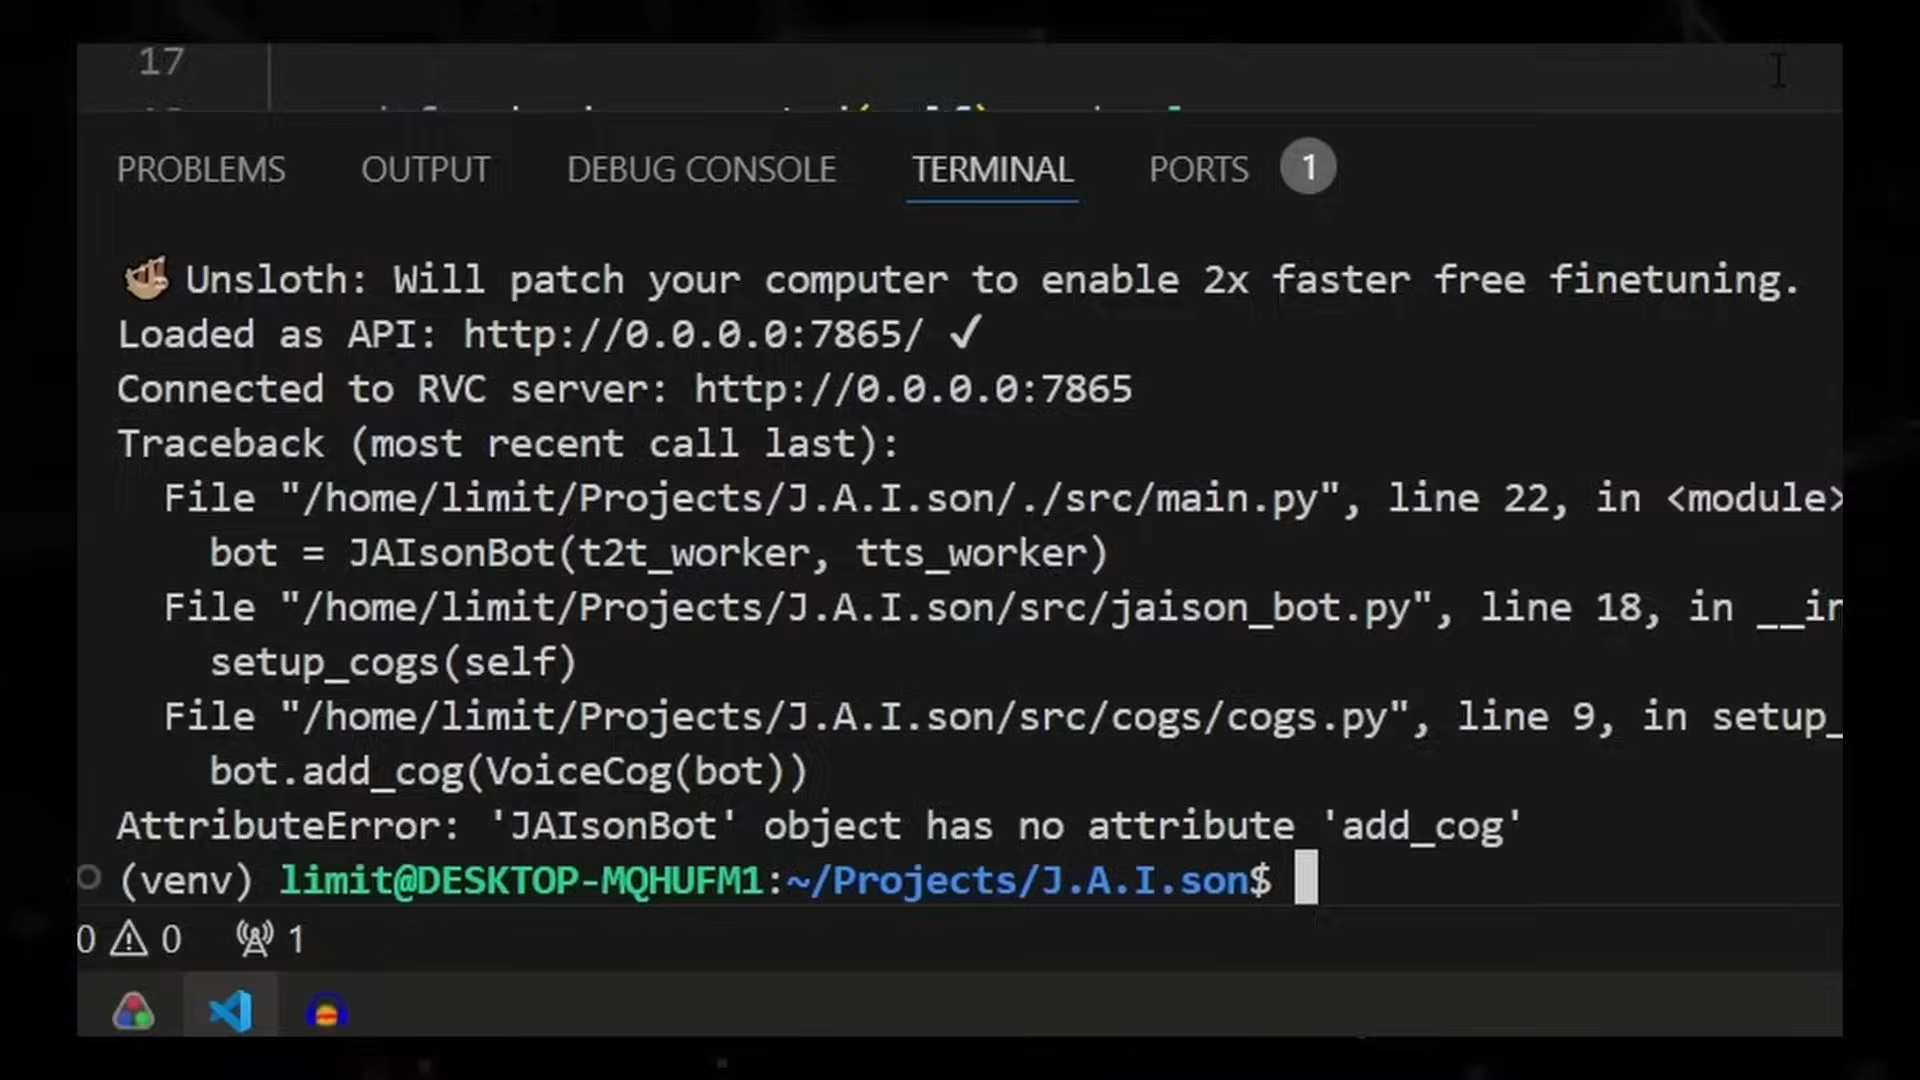 17
PROBLEMS OUTPUT DEBUG CONSOLE TERMINAL PORTS 1
Unsloth: Will patch your computer to enable 2x faster free finetuning.
Loaded as API: http://0.0.0.0:7865/ ✓
Connected to RVC server: http://0.0.0.0:7865
Traceback (most recent call last):
File "/home/limit/Projects/J.A.I.son/./src/main.py", line 22, in <module>
bot = JAIsonBot(t2t_worker, tts_worker)
File "/home/limit/Projects/J.A.I.son/src/jaison_bot.py", line 18, in __in
setup_cogs(self)
File "/home/limit/Projects/J.A.I.son/src/cogs/cogs.py", line 9, in setup_
bot.add_cog(VoiceCog(bot))
AttributeError: 'JAIsonBot' object has no attribute 'add_cog'
(venv) limit@DESKTOP-MQHUFM1:~/Projects/J.A.I.son$
0 0 1